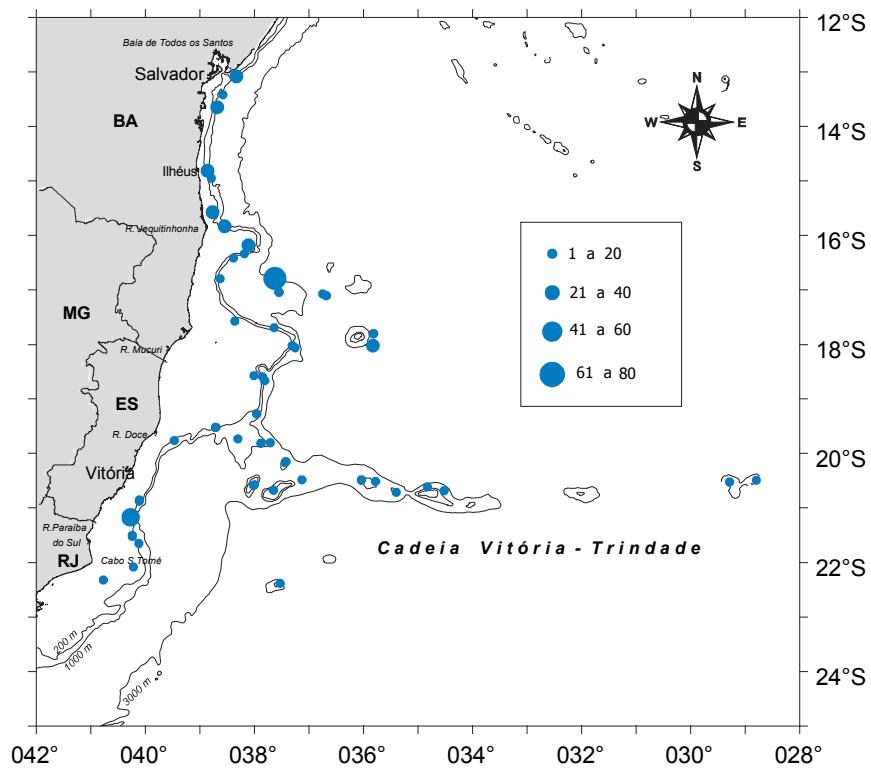 12°S
Baía de Todos os Santos
Salvador
N
W
E
S
BA
14°S
Ilhéus
R. Jequitinhonha
16°S
1 a 20
21 a 40
41 a 60
61 a 80
MG
R. Mucuri
18°S
ES
R. Doce
20°S
Vitória
R.Paraíba
do Sul
Cadeia Vitória - Trindade
RJ
Cabo S.Tomé
22°S
200 m
1000 m
3000 m
24°S
042°
040°
038°
036°
034°
032°
030°
028°